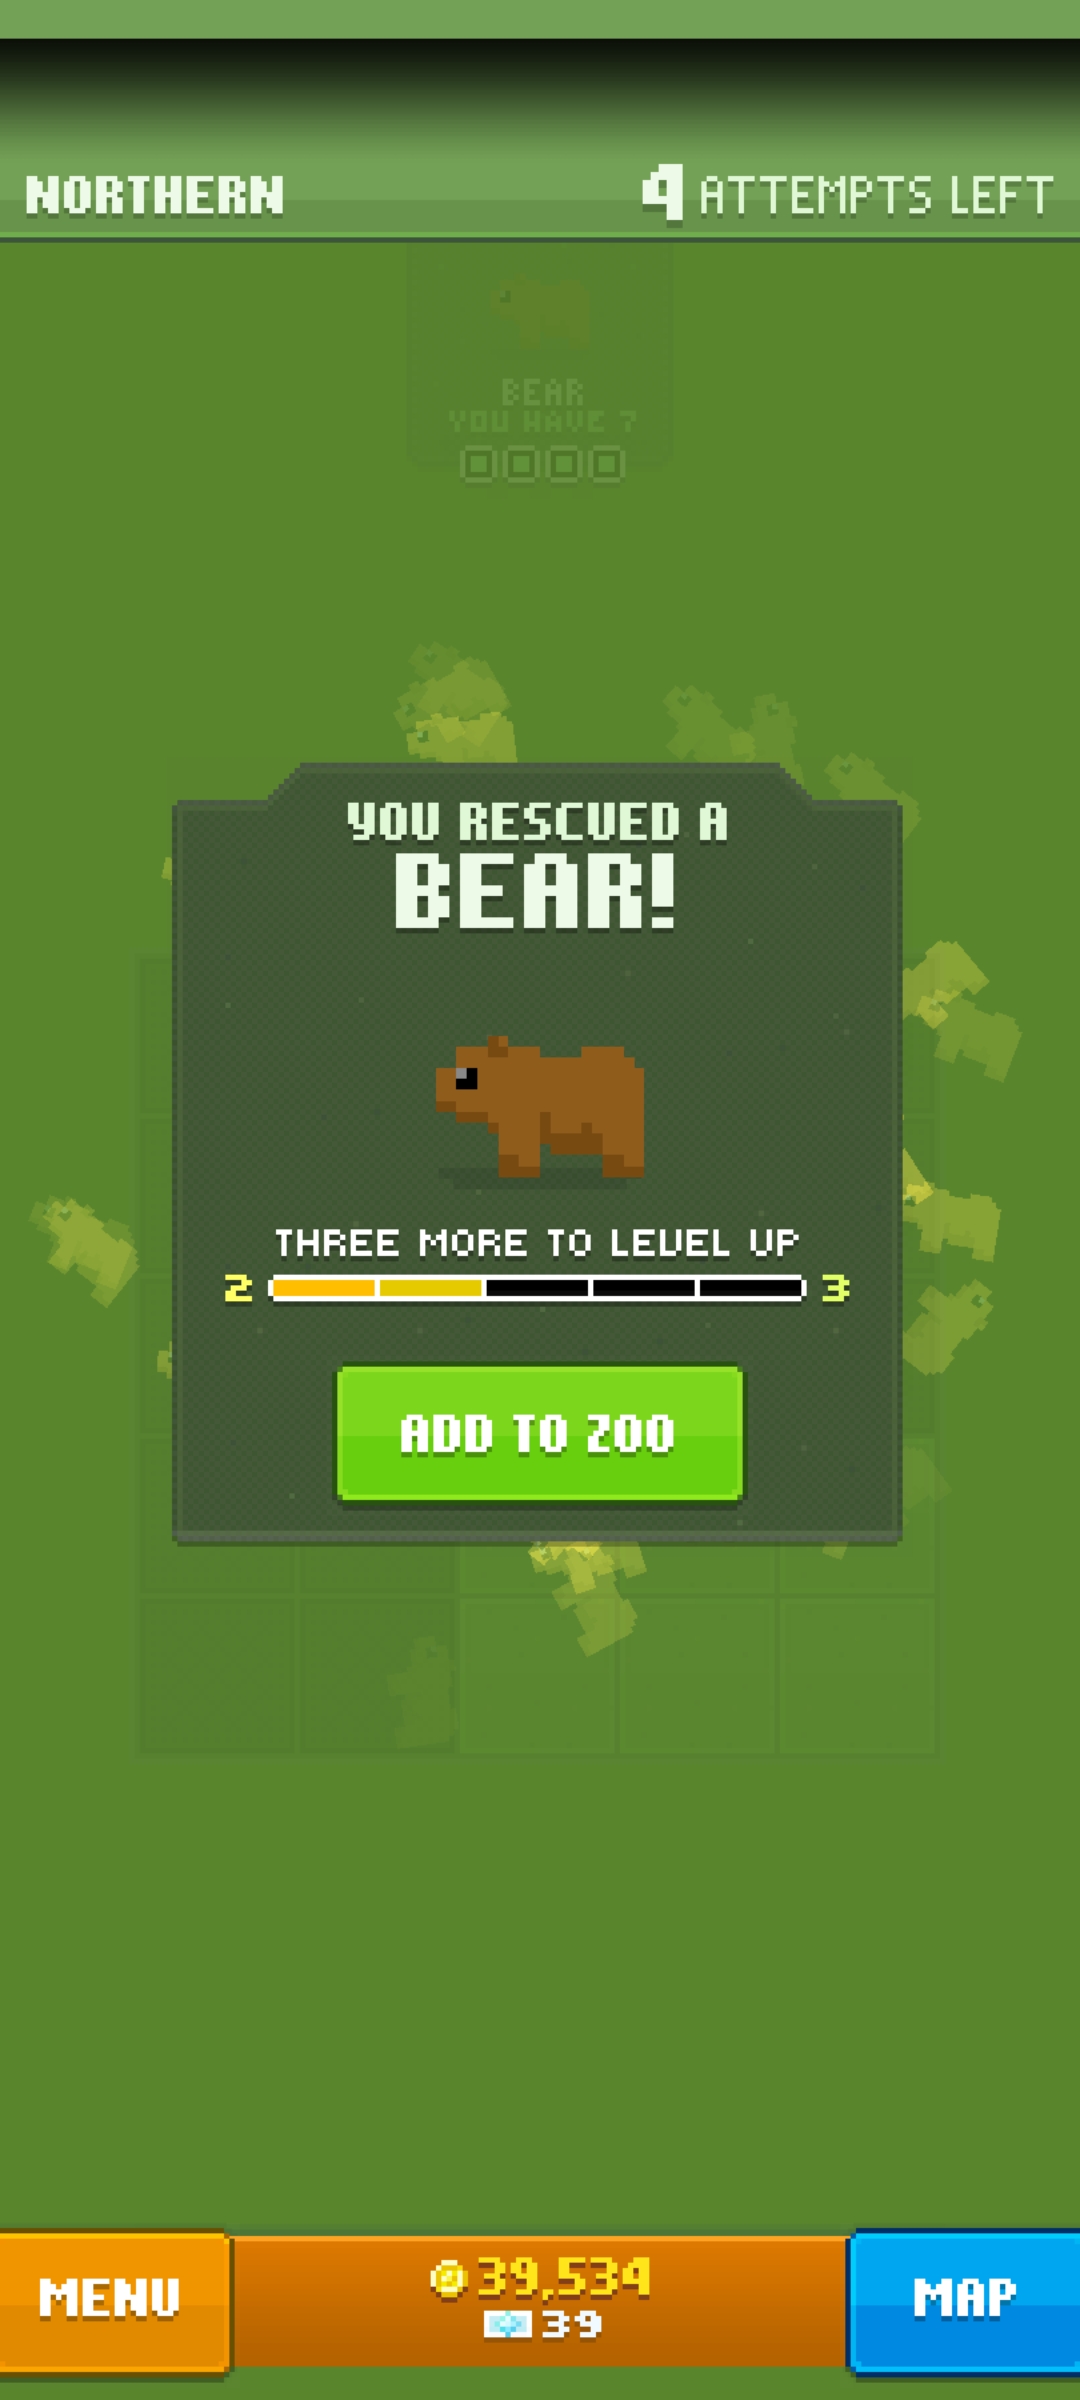 NORTHERN
4 ATTEMPTS LEFT
BEAR
YOU HAVE 7
YOU RESCUED A
BEAR!
THREE MORE TO LEVEL UP
2 3
ADD TO ZOO
MENU
39,534
39
MAP